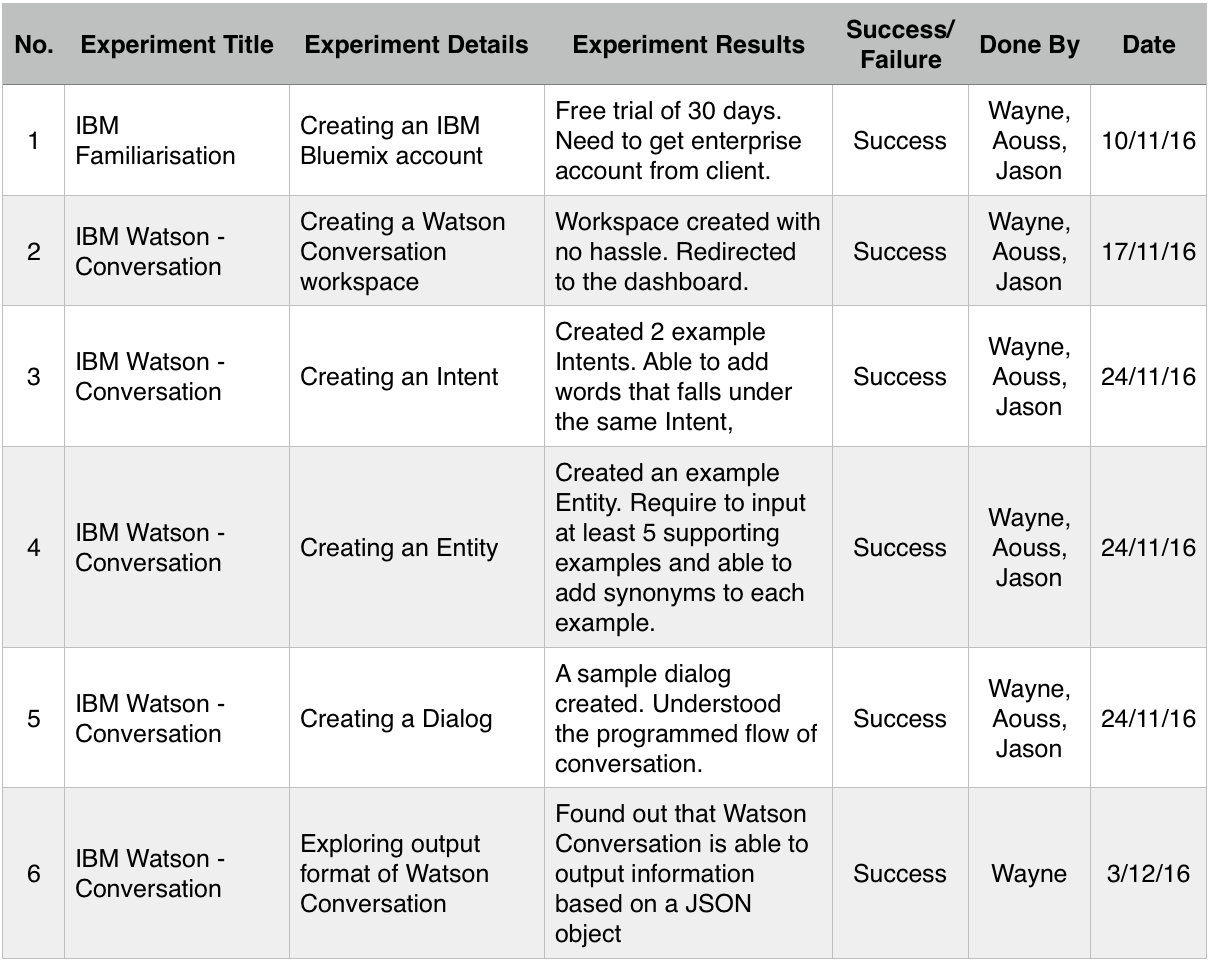 No.
Experiment Title
Experiment Details
Experiment Results
Success/
Failure
Done By
Date
1
IBM
Familiarisation
Creating an IBM
Bluemix account
Free trial of 30 days.
Need to get enterprise
account from client.
Success
Wayne,
Aouss,
Jason
10/11/16
2
IBM Watson -
Conversation
Creating a Watson
Conversation
workspace
Workspace created with
no hassle. Redirected
to the dashboard.
Success
Wayne,
Aouss,
Jason
17/11/16
3
IBM Watson -
Conversation
Creating an Intent
Created 2 example
Intents. Able to add
words that falls under
the same Intent,
Success
Wayne,
Aouss,
Jason
24/11/16
4
IBM Watson -
Conversation
Creating an Entity
Created an example
Entity. Require to input
at least 5 supporting
examples and able to
add synonyms to each
example.
Success
Wayne,
Aouss,
Jason
24/11/16
5
IBM Watson -
Conversation
Creating a Dialog
A sample dialog
created. Understood
the programmed flow of
conversation.
Success
Wayne,
Aouss,
Jason
24/11/16
6
IBM Watson -
Conversation
Exploring output
format of Watson
Conversation
Found out that Watson
Conversation is able to
output information
based on a JSON
object
Success
Wayne
3/12/16